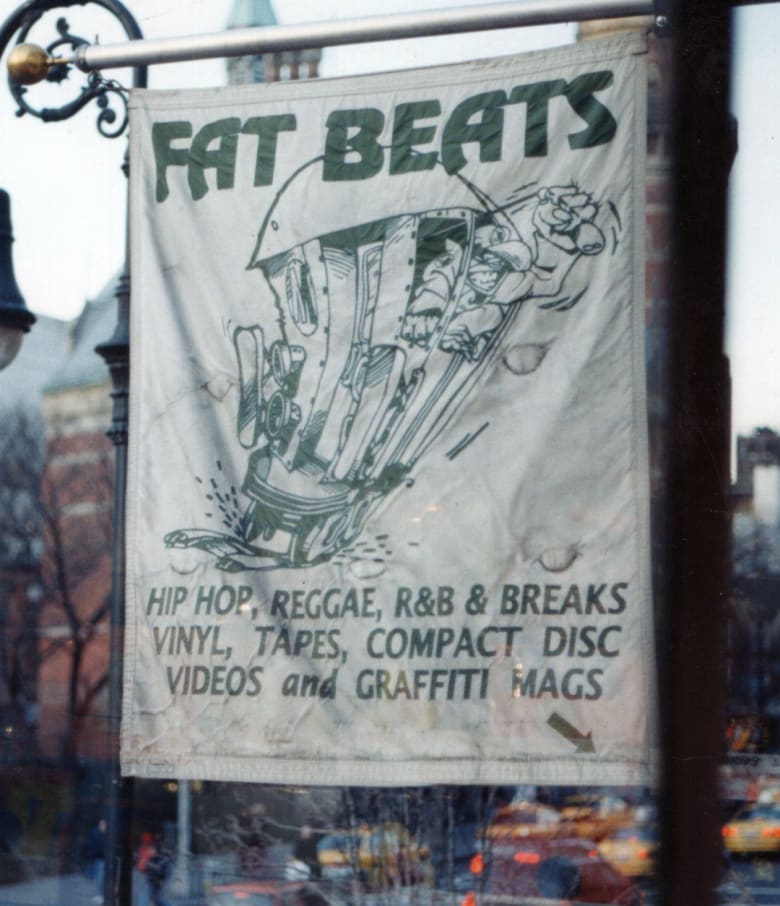 FAT BEATS
HIP HOP, REGGAE, R&B & BREAKS
VINYL, TAPES, COMPACT DISC
VIDEOS and GRAFFITI MAGS